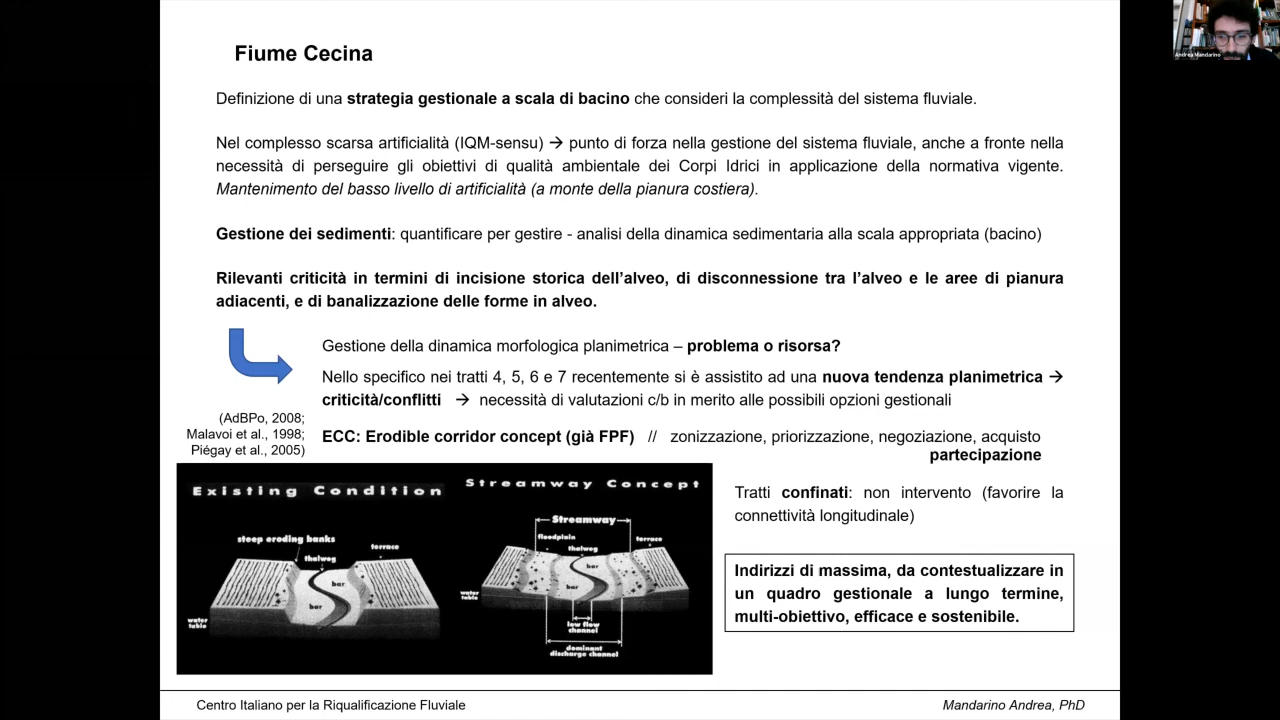 Fiume Cecina
Andrea Mandarino
Definizione di una strategia gestionale a scala di bacino che consideri la complessità del sistema fluviale.
Nel complesso scarsa artificialità (IQM-sensu) → punto di forza nella gestione del sistema fluviale, anche a fronte nella
necessità di perseguire gli obiettivi di qualità ambientale dei Corpi Idrici in applicazione della normativa vigente.
Mantenimento del basso livello di artificialità (a monte della pianura costiera).
Gestione dei sedimenti: quantificare per gestire - analisi della dinamica sedimentaria alla scala appropriata (bacino)
Rilevanti criticità in termini di incisione storica dell'alveo, di disconnessione tra l'alveo e le aree di pianura
adiacenti, e di banalizzazione delle forme in alveo.
Gestione della dinamica morfologica planimetrica – problema o risorsa?
Nello specifico nei tratti 4, 5, 6 e 7 recentemente si è assistito ad una nuova tendenza planimetrica →
criticità/conflitti → necessità di valutazioni c/b in merito alle possibili opzioni gestionali
(AdBPo, 2008;
Malavoi et al., 1998;
Piégay et al., 2005)
ECC: Erodible corridor concept (già FPF) // zonizzazione, priorizzazione, negoziazione, acquisto
partecipazione
Existing Condition
steep eroding banks
thalweg
terrace
bar
bar
water
table
Streamway Concept
Streamway
floodplain
thalweg
terrace
bar
bar
water
table
low flow
channel
dominant
discharge channel
Tratti confinati: non intervento (favorire la
connettività longitudinale)
Indirizzi di massima, da contestualizzare in
un quadro gestionale a lungo termine,
multi-obiettivo, efficace e sostenibile.
Centro Italiano per la Riqualificazione Fluviale
Mandarino Andrea, PhD